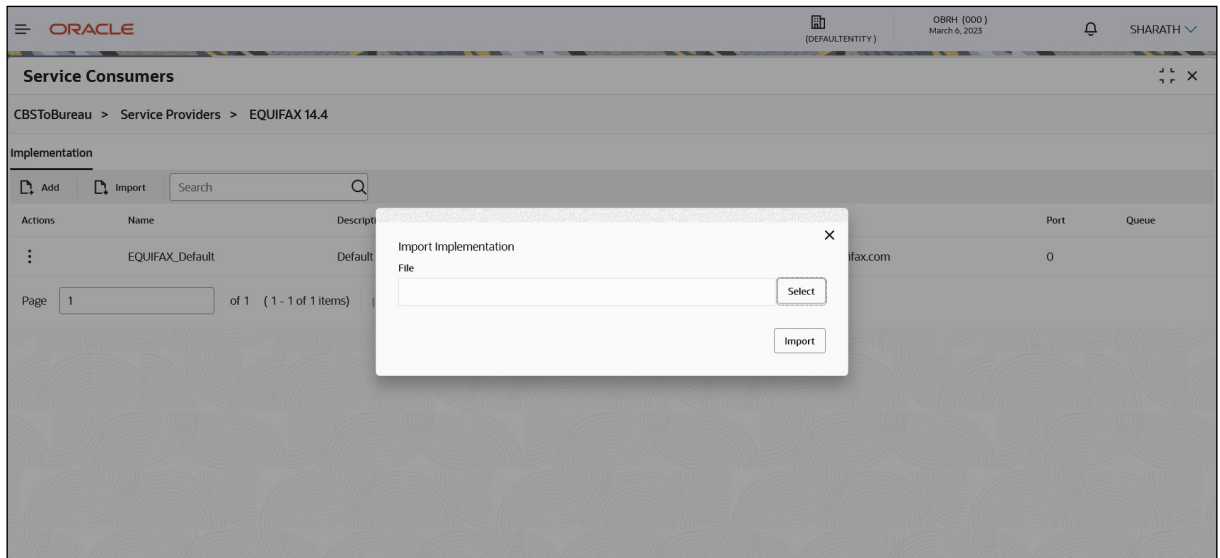 ORACLE
(DEFAULTENTITY )
OBRH (000 )
March 6, 2023
SHARATH
Service Consumers
CBSToBureau > Service Providers > EQUIFAX 14.4
Implementation
Add Import Search
Actions Name Descripti Port Queue
EQUIFAX_Default Default ifax.com 0
Page 1 of 1 ( 1 - 1 of 1 items)
Import Implementation
File
Select
Import